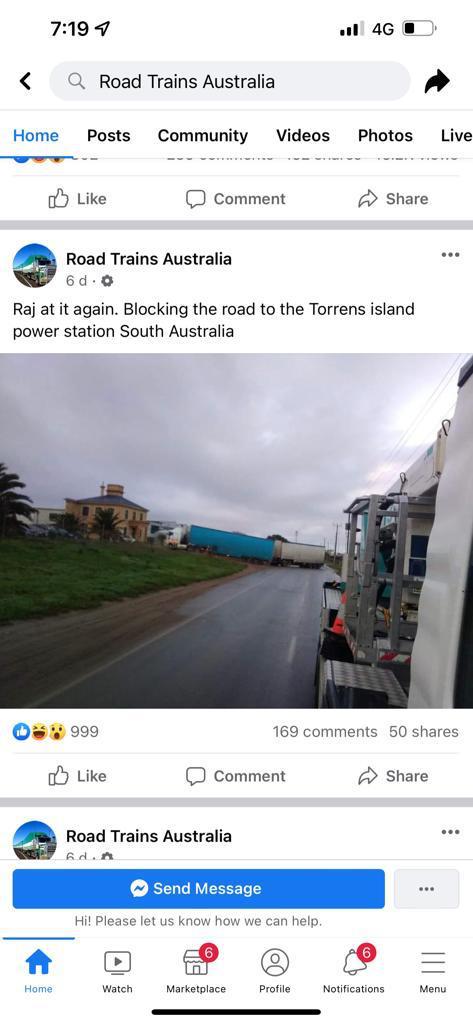 7:19
4G
Road Trains Australia
Home Posts Community Videos Photos Live
Like Comment Share
Road Trains Australia
6 d
Raj at it again. Blocking the road to the Torrens island
power station South Australia
999 169 comments 50 shares
Like Comment Share
Road Trains Australia
6 d
Send Message
Hi! Please let us know how we can help.
6 6
Home Watch Marketplace Profile Notifications Menu